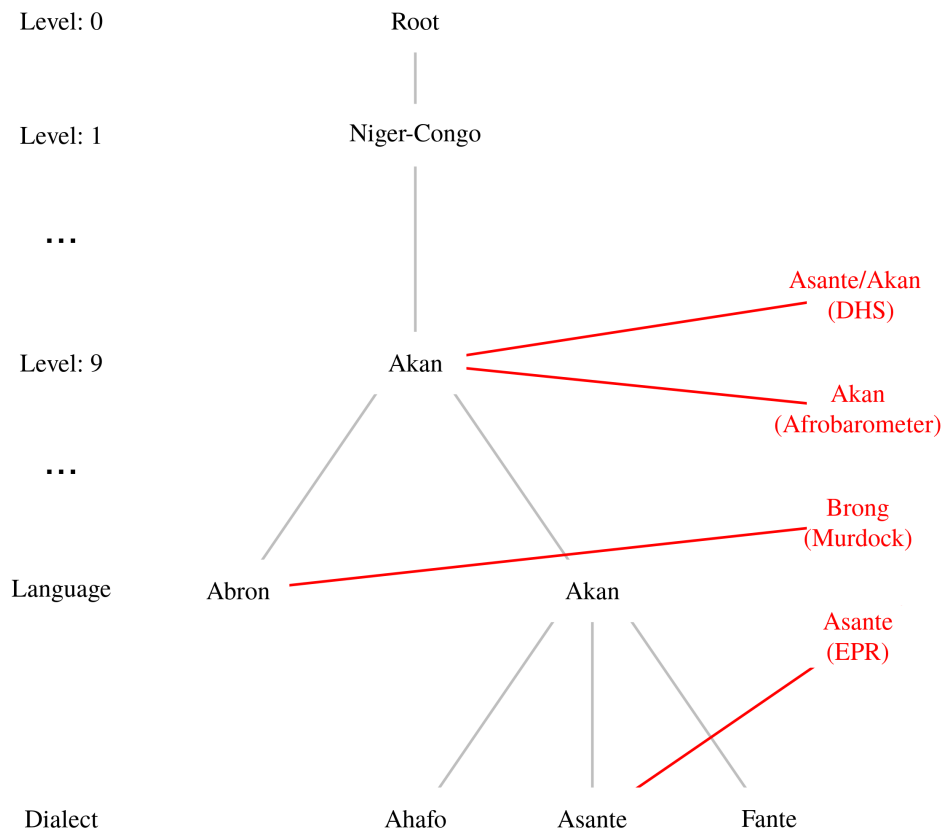 Level: 0
Root
Level: 1
Niger-Congo
...
Asante/Akan
(DHS)
Level: 9
Akan
Akan
(Afrobarometer)
...
Brong
(Murdock)
Language
Abron
Akan
Asante
(EPR)
Dialect
Ahafo
Asante
Fante